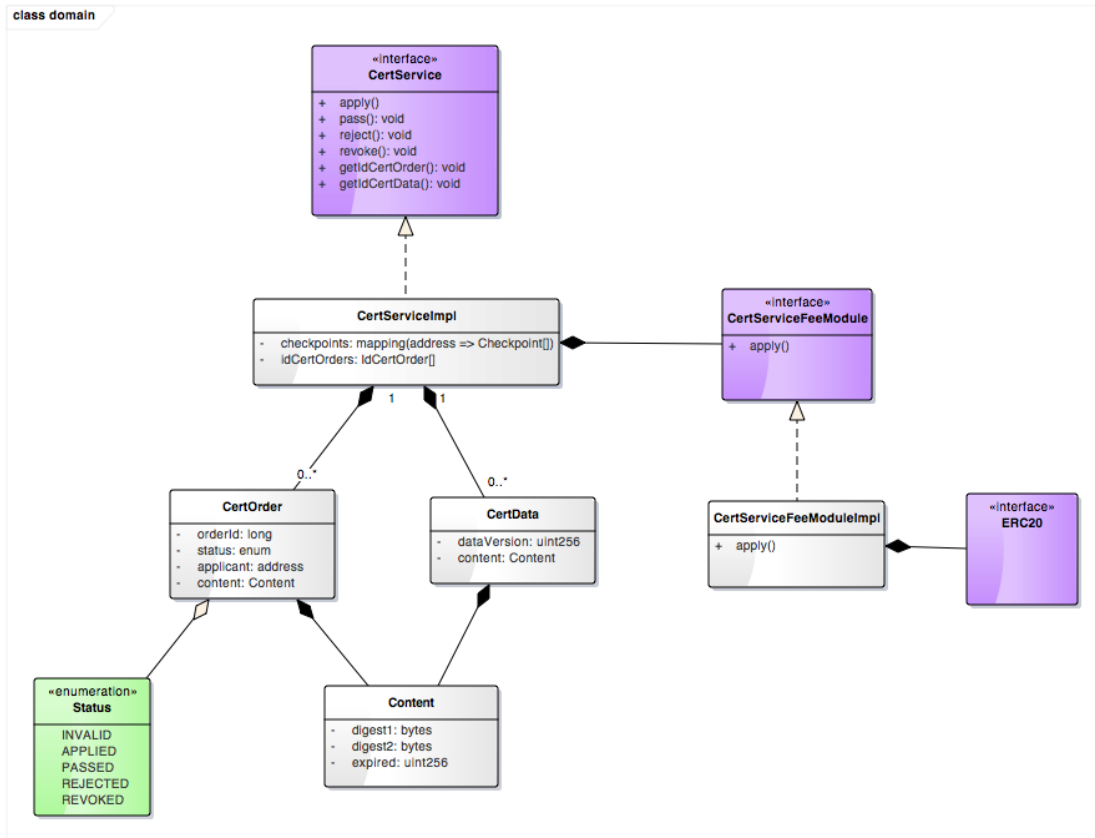 class domain
«interface»
CertService
+ apply()
+ pass(): void
+ reject(): void
+ revoke(): void
+ getIdCertOrder(): void
+ getIdCertData(): void
CertServiceImpl
- checkpoints: mapping(address => Checkpoint[])
- idCertOrders: IdCertOrder[]
«interface»
CertServiceFeeModule
+ apply()
1
1
0..*
0..*
CertOrder
- orderId: long
- status: enum
- applicant: address
- content: Content
CertData
- dataVersion: uint256
- content: Content
CertServiceFeeModuleImpl
+ apply()
«interface»
ERC20
«enumeration»
Status
INVALID
APPLIED
PASSED
REJECTED
REVOKED
Content
- digest1: bytes
- digest2: bytes
- expired: uint256